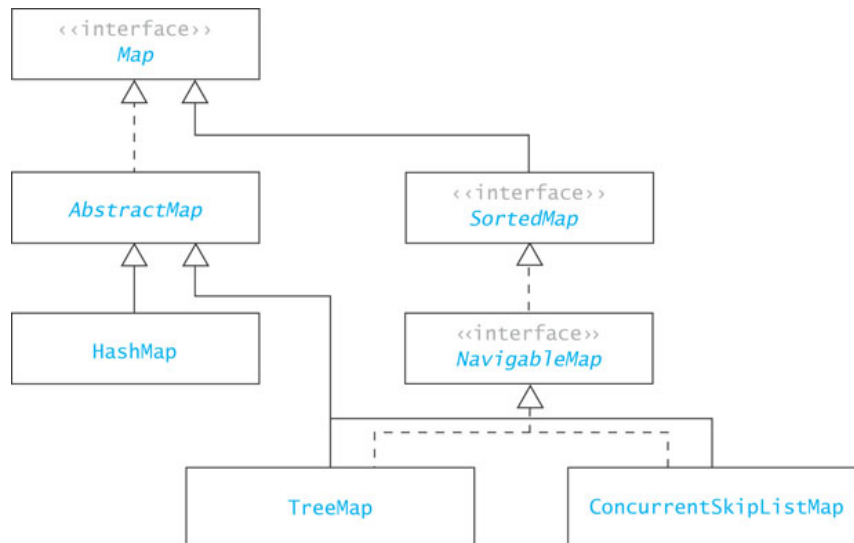 ‹‹interface››
Map
AbstractMap
‹‹interface››
SortedMap
HashMap
‹‹interface››
NavigableMap
TreeMap
ConcurrentSkipListMap